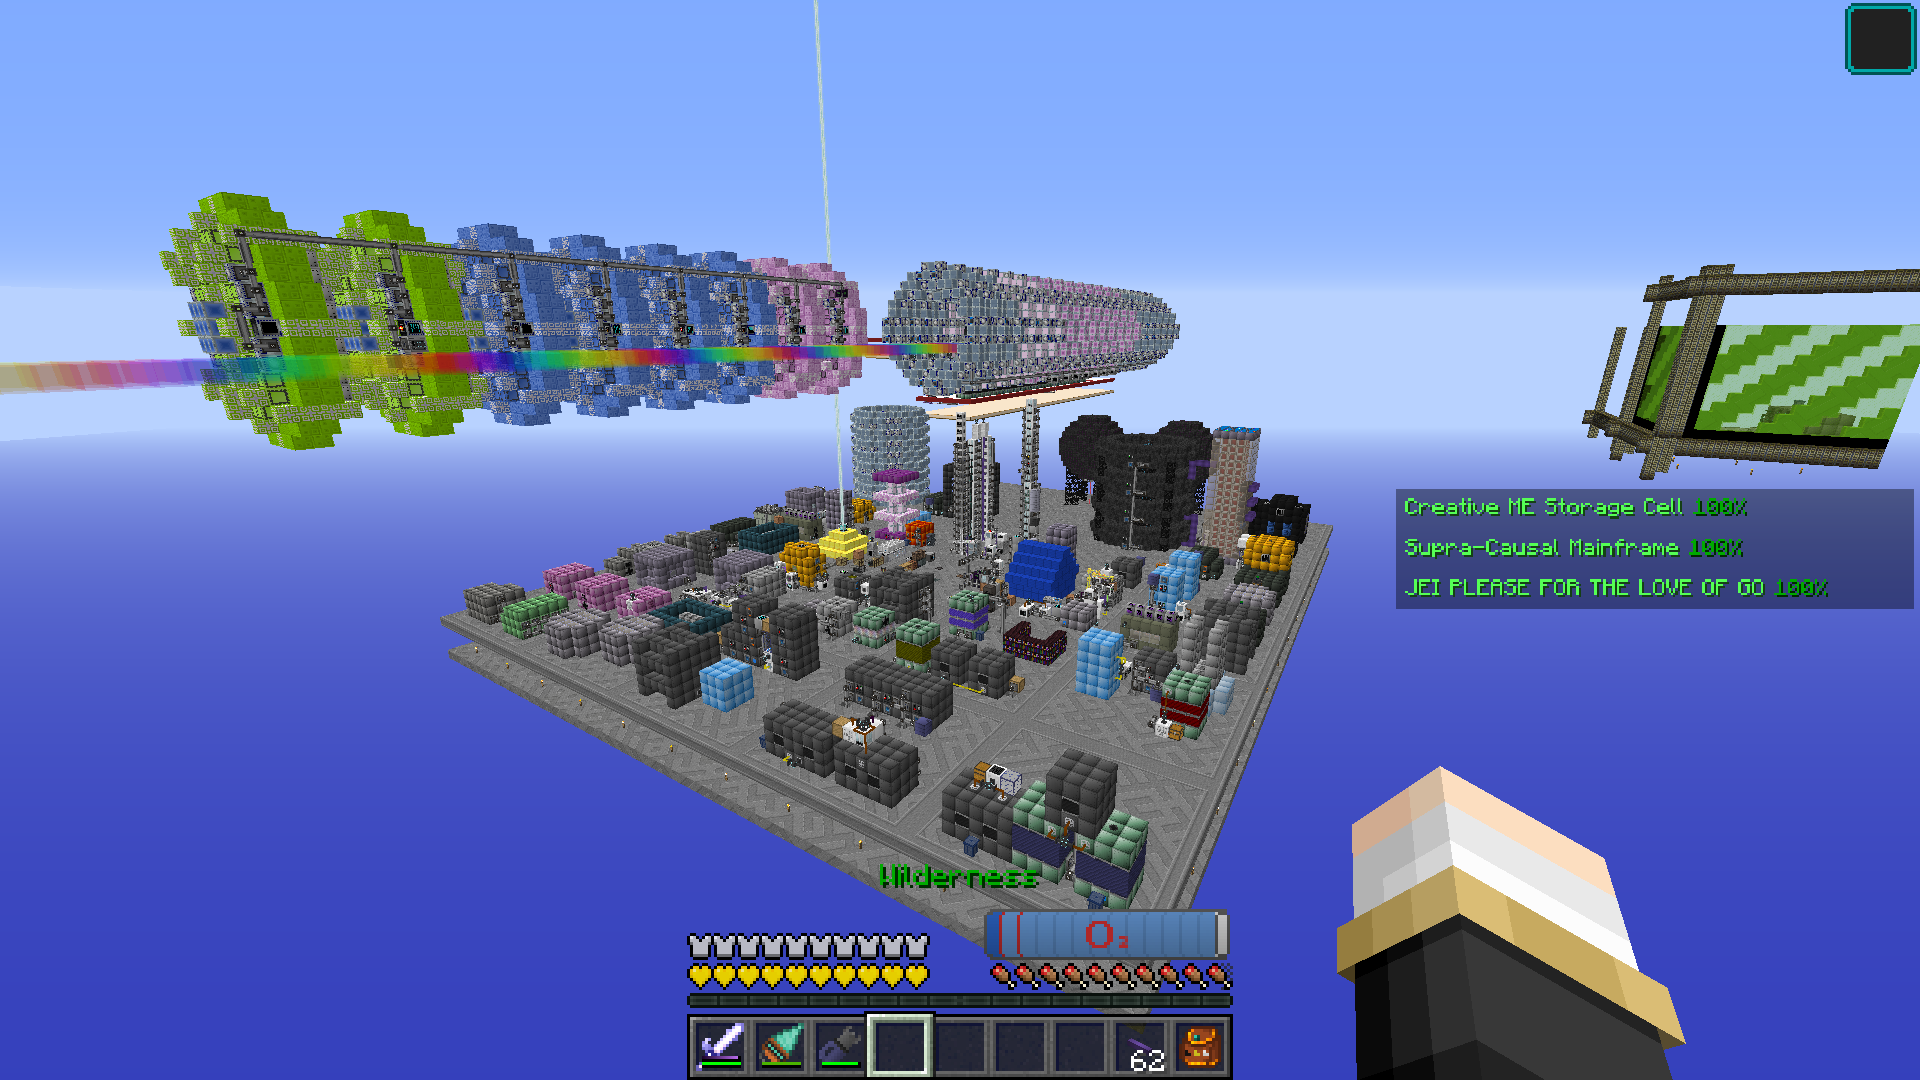 Creative ME Storage Cell 100%
Supra-Causal Mainframe 100%
JEI PLEASE FOR THE LOVE OF GO 100%
Wilderness
O₂
62